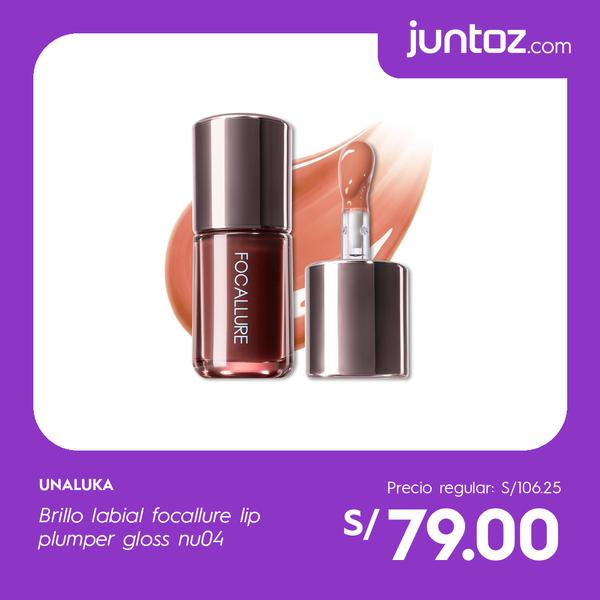 juntoz.com
FOCALLURE
UNALUKA
Brillo labial focallure lip
plumper gloss nu04
Precio regular: S/106.25
S/79.00